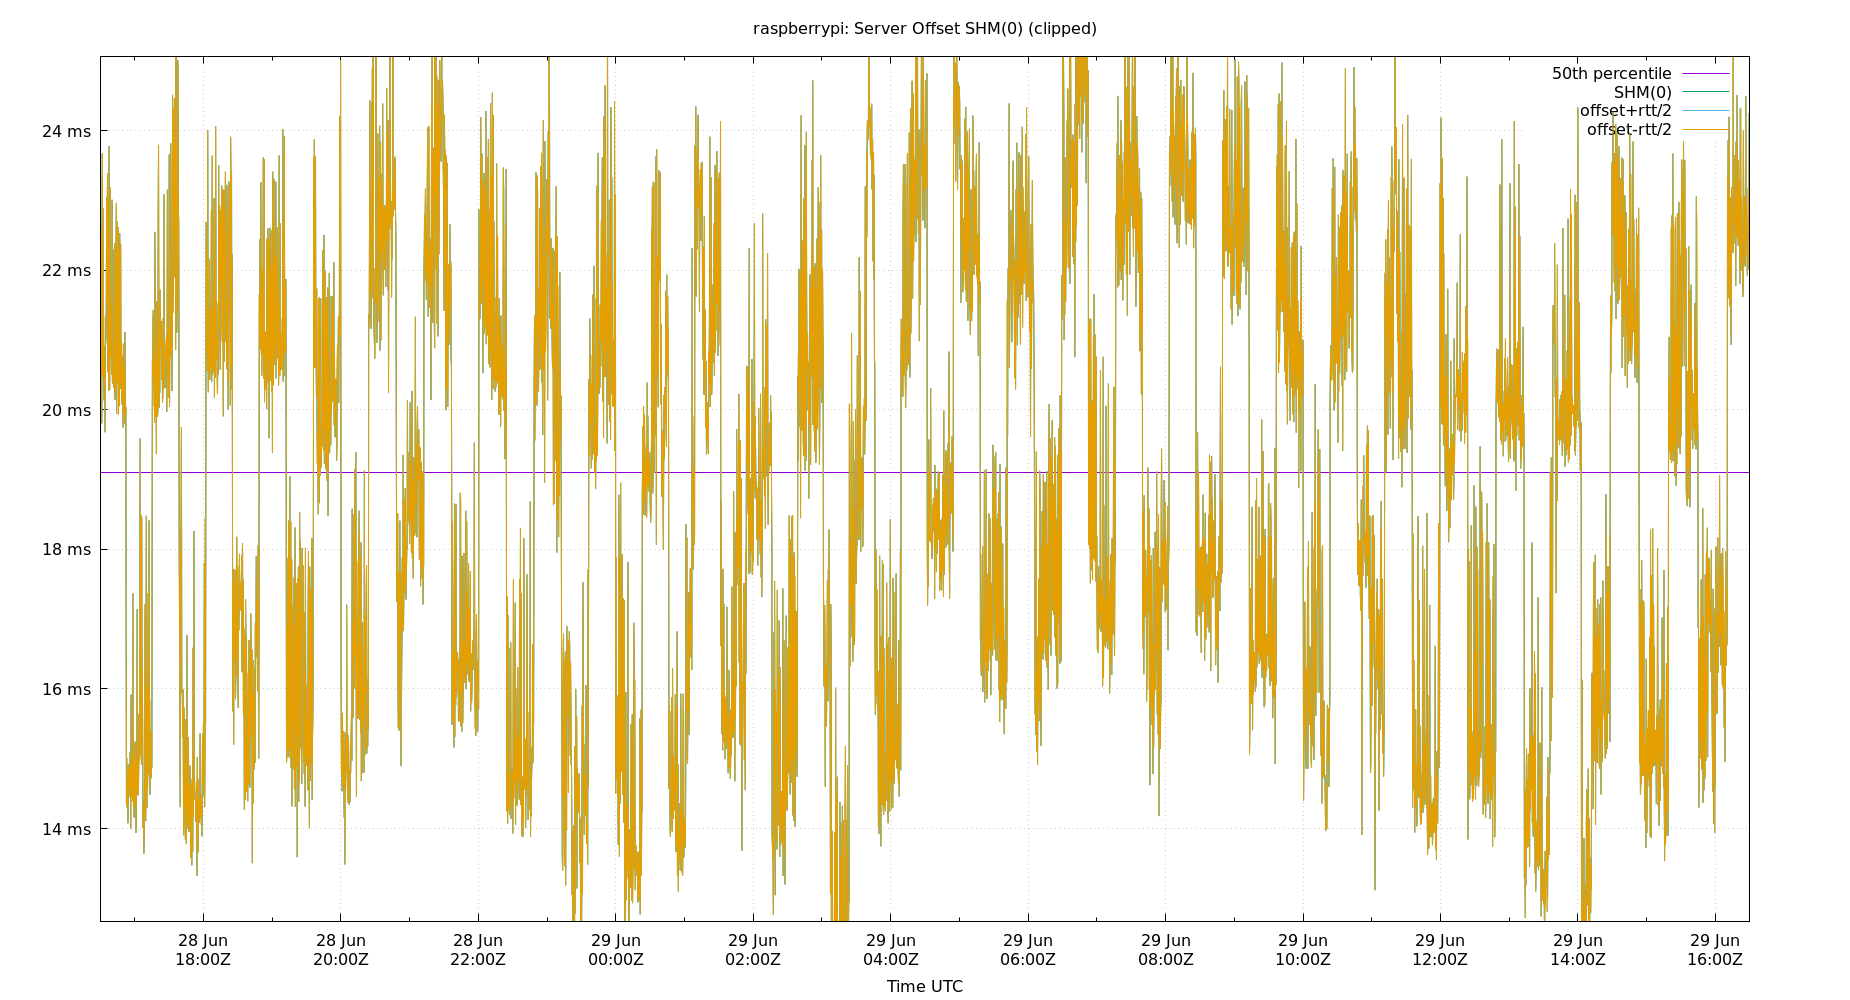 raspberrypi: Server Offset SHM(0) (clipped)
50th percentile
SHM(0)
offset+rtt/2
offset-rtt/2
24 ms
22 ms
20 ms
18 ms
16 ms
14 ms
28 Jun 28 Jun 28 Jun 29 Jun 29 Jun 29 Jun 29 Jun 29 Jun 29 Jun 29 Jun 29 Jun 29 Jun
18:00Z 20:00Z 22:00Z 00:00Z 02:00Z 04:00Z 06:00Z 08:00Z 10:00Z 12:00Z 14:00Z 16:00Z
Time UTC